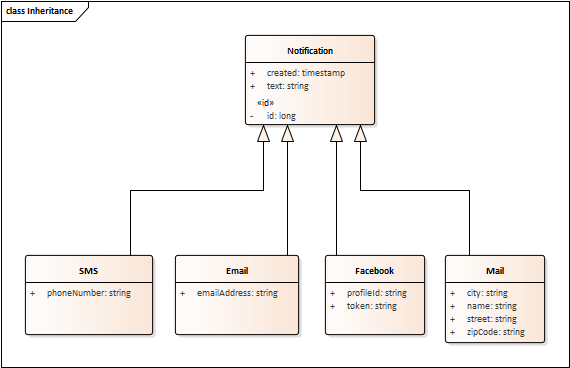 class Inheritance
Notification
+ created: timestamp
+ text: string
«id»
- id: long
SMS
+ phoneNumber: string
Email
+ emailAddress: string
Facebook
+ profileId: string
+ token: string
Mail
+ city: string
+ name: string
+ street: string
+ zipCode: string